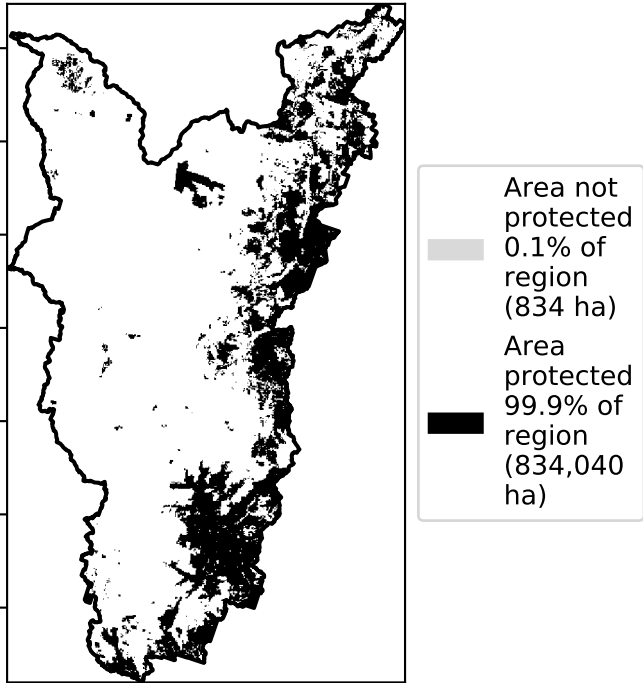 Area not
protected
0.1% of
region
(834 ha)
Area
protected
99.9% of
region
(834,040
ha)